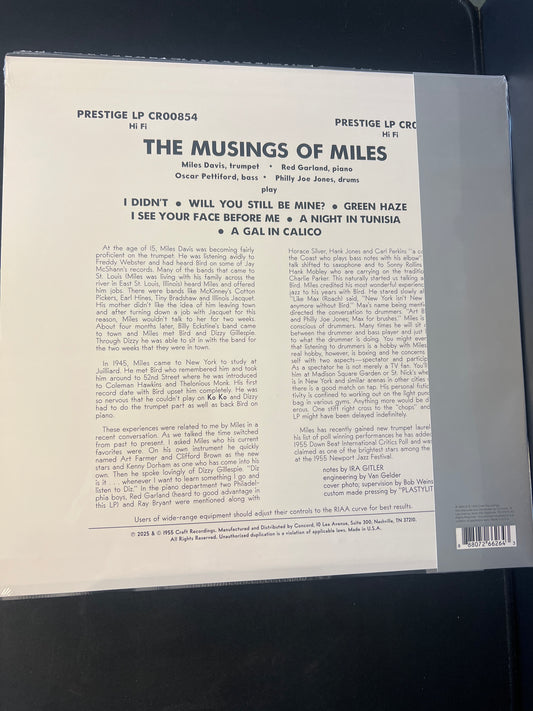 PRESTIGE LP CR00854
Hi Fi
PRESTIGE LP CR0
Hi Fi
THE MUSINGS OF MILES
Miles Davis, trumpet • Red Garland, piano
Oscar Pettiford, bass • Philly Joe Jones, drums
play
I DIDN'T • WILL YOU STILL BE MINE? • GREEN HAZE
I SEE YOUR FACE BEFORE ME • A NIGHT IN TUNISIA
• A GAL IN CALICO
At the age of 15, Miles Davis was becoming fairly
proficient on the trumpet. He was listening avidly to
Freddy Webster and had heard Bird on some of Jay
McShann's records. Many of the bands that came to
St. Louis (Miles was living with his family across the
river in East St. Louis, Illinois) heard Miles and offered
him jobs. There were bands like McKinney's Cotton
Pickers, Earl Hines, Tiny Bradshaw and Illinois Jacquet.
His mother didn't like the idea of him leaving town
and after turning down a job with Jacquet for this
reason, Miles wouldn't talk to her for two weeks.
About four months later, Billy Eckstine's band came
to town and Miles met Bird and Dizzy Gillespie.
Through Dizzy he was able to sit in the band for
the two weeks that they were in town.
In 1945, Miles came to New York to study at
Juilliard. He met Bird who remembered him and took
him around to 52nd Street where he was introduced
to Coleman Hawkins and Thelonious Monk. His first
record date with Bird upset him completely. He was
so nervous that he couldn't play on Ko Ko and Dizzy
had to do the trumpet part as well as back Bird on
piano.
These experiences were related to me by Miles in a
recent conversation. As we talked the time switched
from past to present. I asked Miles who his current
favorites were. On his own instrument he quickly
named Art Farmer and Clifford Brown as the new
stars and Kenny Dorham as one who has come into his
own. Then he spoke lovingly of Dizzy Gillespie. "Diz
is it . . . whenever I want to learn something I go and
listen to Diz." In the piano department two Philadel-
phia boys, Red Garland (heard to good advantage in
this LP) and Ray Bryant were mentioned along with
Horace Silver, Hank Jones and Carl Perkins "a c
the Coast who plays bass notes with his elbow"
talk shifted to saxophone and to Sonny Rollins
Hank Mobley who are carrying on the tradition
Charlie Parker. This naturally started us talking a
Bird. Miles credited his most wonderful experienc
jazz to his years with Bird. He stared slowly at
"Like Max (Roach) said, "New York isn't New
anymore without Bird." Max's name being menti
directed the conversation to drummers. "Art B
and Philly Joe Jones, Max for brushes." Miles is
conscious of drummers. Many times he will sit
between the drummer and bass player and just
to what the drummer is doing. You might even
that listening to drummers is a hobby with Miles
real hobby, however, is boxing and he concerns
self with two aspects—spectator and particip
As a spectator he is not merely a TV fan. You'll
him at Madison Square Garden or St. Nick's whe
is in New York and similar arenas in other cities
there is a good match on tap. His personal fistic
tivity is confined to working out on the light punc
bag in various gyms. Anything more would be d
erous. One stiff right cross to the "chops" and
LP might have been delayed indefinitely.
Miles has recently gained new trumpet laurel
his list of poll winning performances he has adde
1955 Down Beat International Critics Poll and wa
claimed as one of the brightest stars among the
at the 1955 Newport Jazz Festival.
notes by IRA GITLER
engineering by Van Gelder
cover photo; supervision by Bob Weins
custom made pressing by "PLASTYLIT
Users of wide-range equipment should adjust their controls to the RIAA curve for best results.
℗ 2025 & © 1955 Craft Recordings. Manufactured and Distributed by Concord, 10 Lea Avenue, Suite 300, Nashville, TN 37210.
All Rights Reserved. Unauthorized duplication is a violation of applicable laws. Made in U.S.A.
8 88072 66264 3